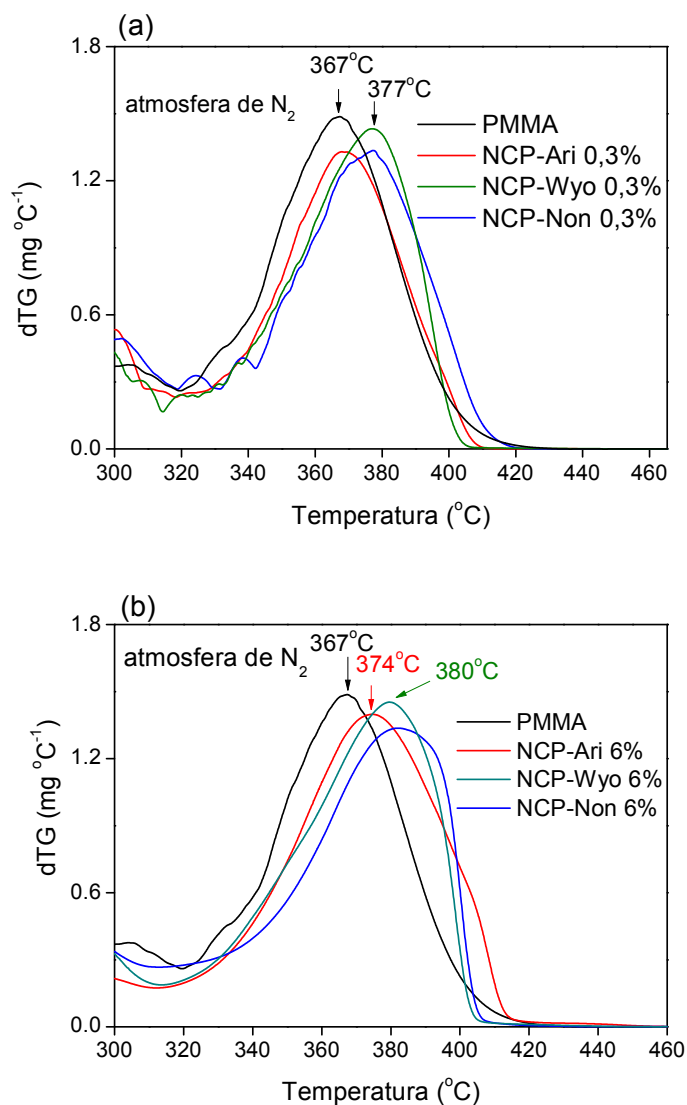 (a)
1.8
367°C
377°C
atmosfera de N₂
PMMA
NCP-Ari 0,3%
NCP-Wyo 0,3%
NCP-Non 0,3%
1.2
0.6
0.0
dTG (mg °C⁻¹)
300 320 340 360 380 400 420 440 460
Temperatura (°C)
(b)
1.8
367°C
atmosfera de N₂
374°C
380°C
PMMA
NCP-Ari 6%
NCP-Wyo 6%
NCP-Non 6%
1.2
0.6
0.0
dTG (mg °C⁻¹)
300 320 340 360 380 400 420 440 460
Temperatura (°C)